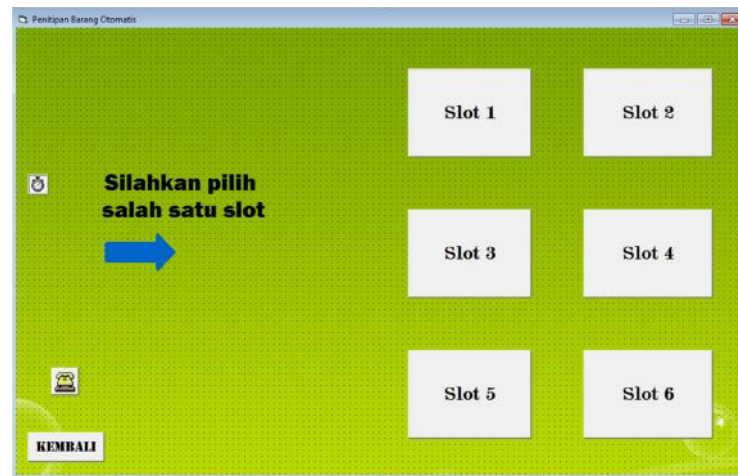 Penitipan Barang Otomatis
Silahkan pilih
salah satu slot
Slot 1
Slot 2
Slot 3
Slot 4
Slot 5
Slot 6
KEMBALI